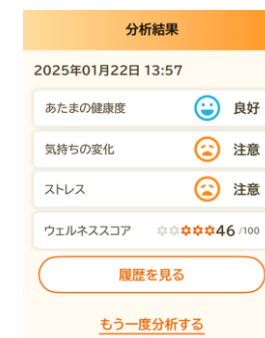 分析結果
2025年01月22日 13:57
あたまの健康度 良好
気持ちの変化 注意
ストレス 注意
ウェルネススコア 46 /100
履歴を見る
もう一度分析する